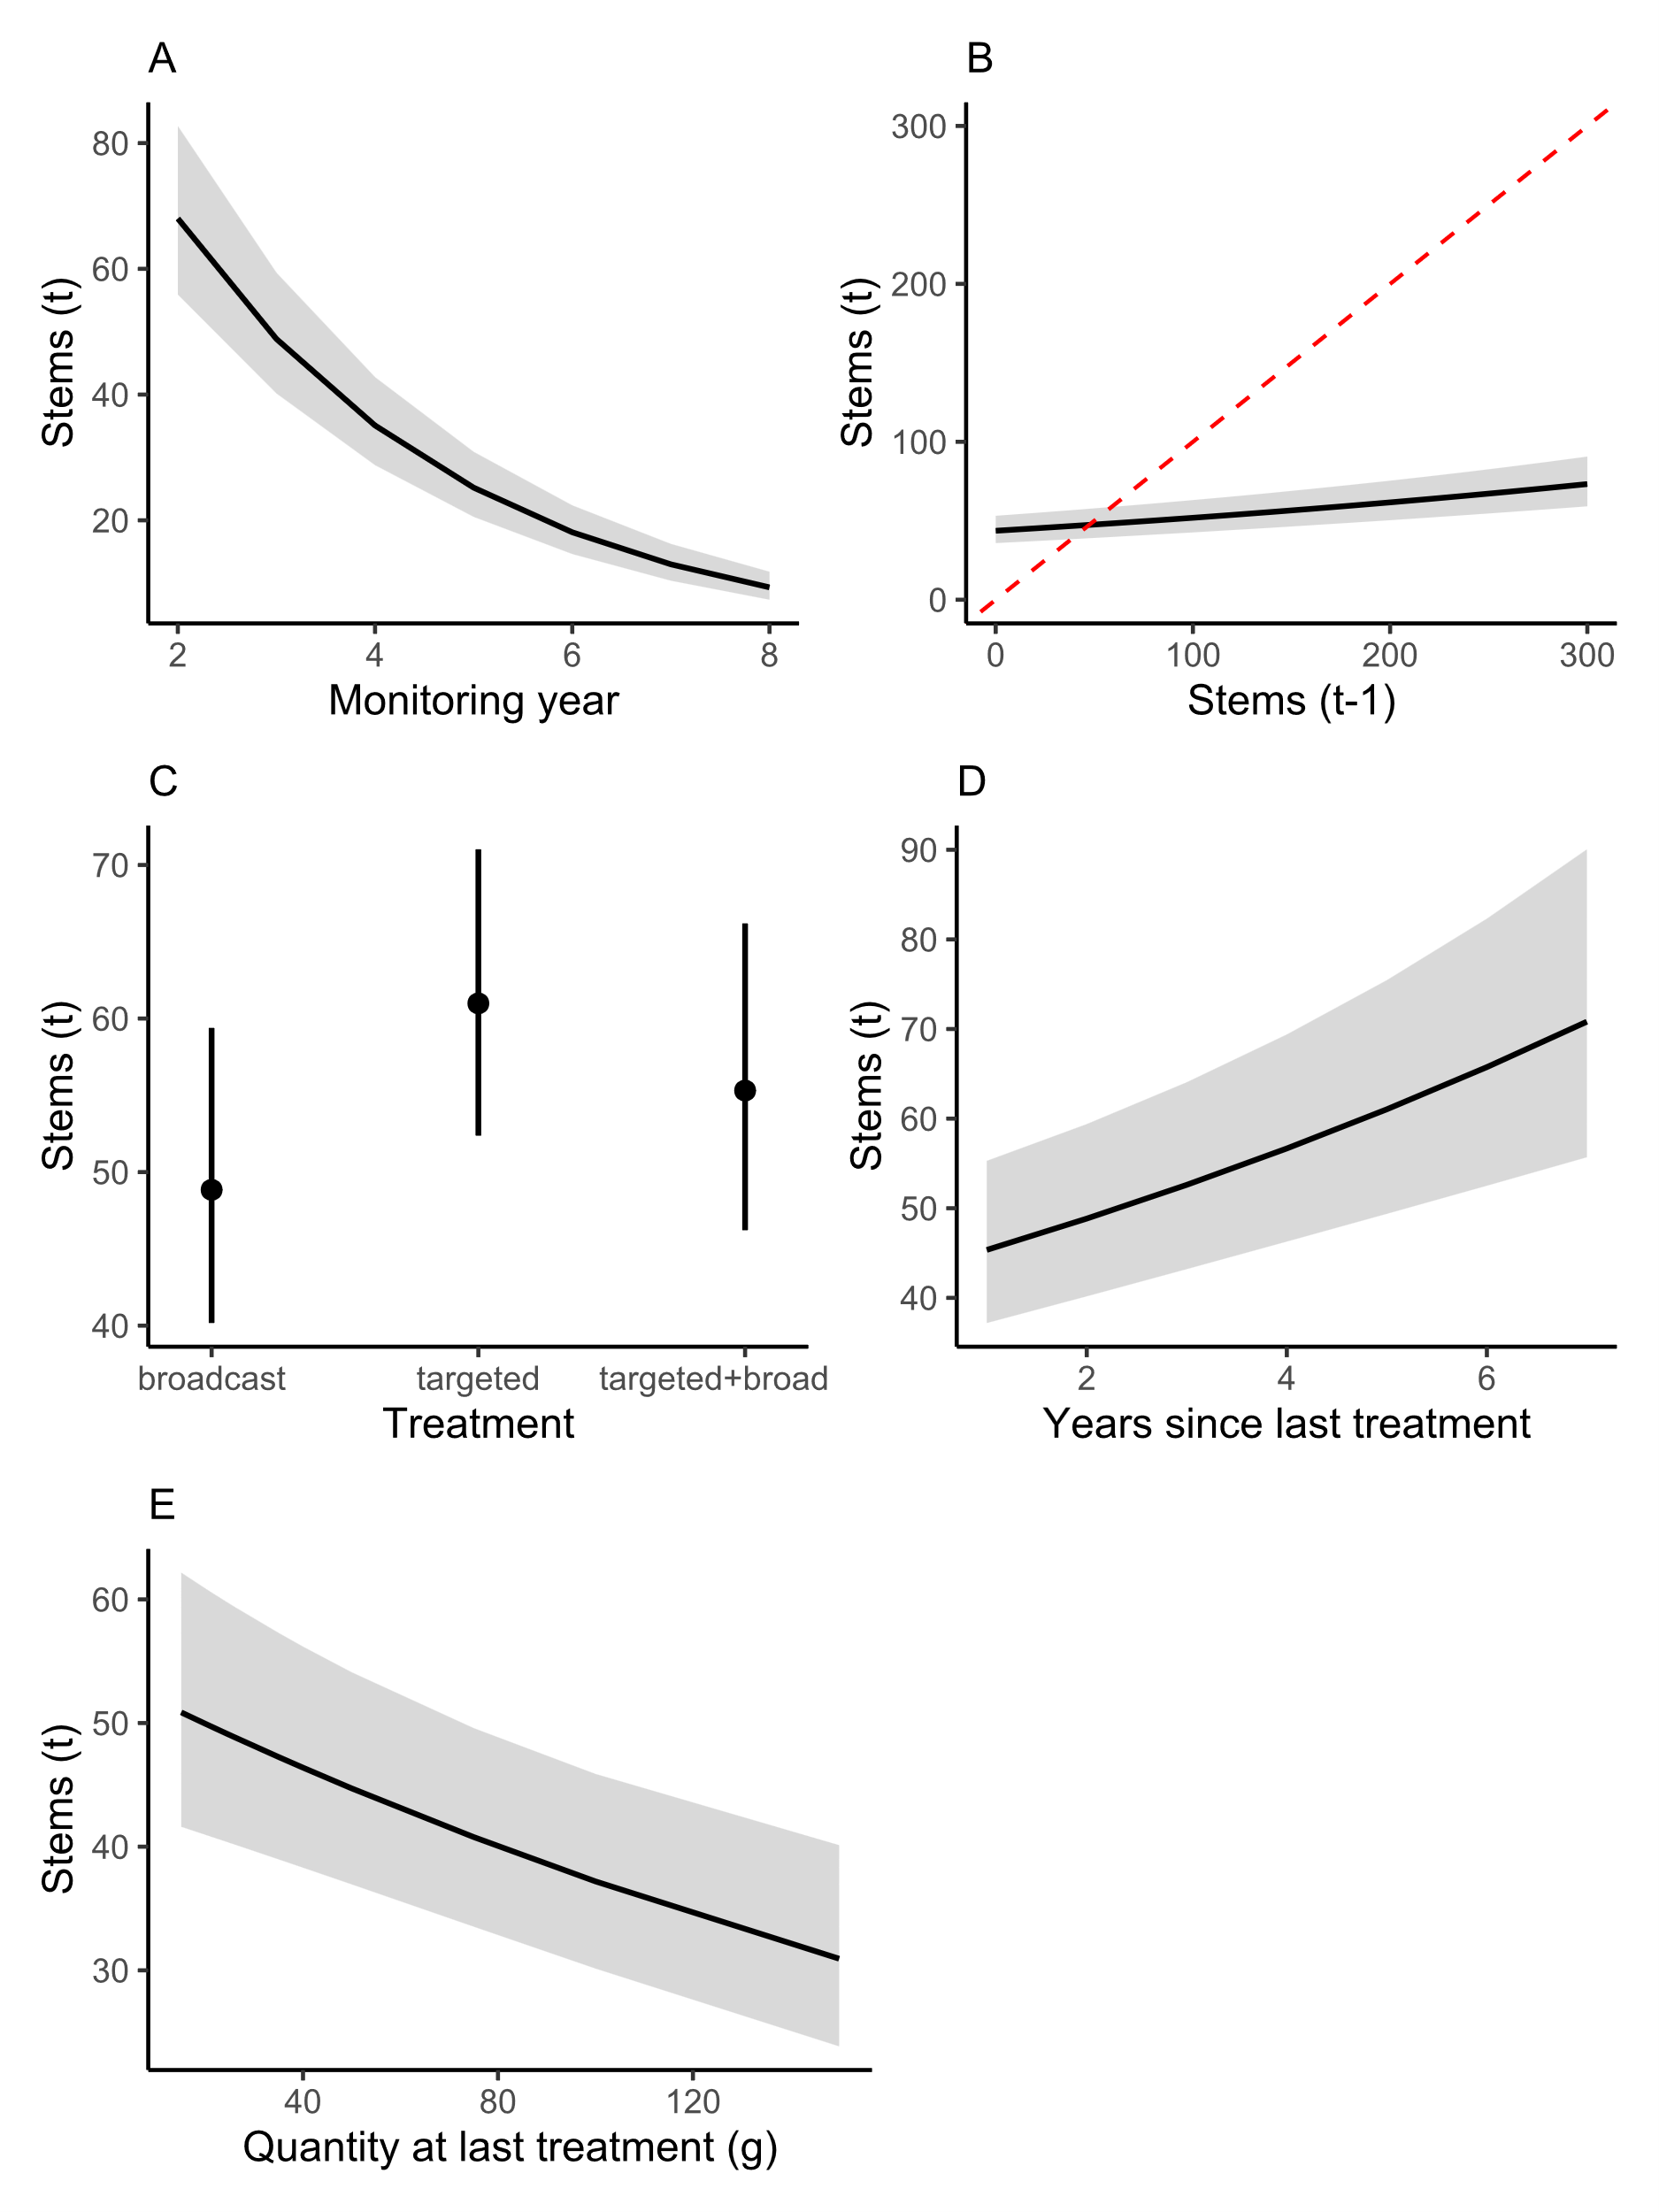 A
80
60
40
20
Stems (t)
2 4 6 8
Monitoring year
B
300
200
100
0
Stems (t)
0 100 200 300
Stems (t-1)
C
70
60
50
40
Stems (t)
broadcast targeted targeted+broad
Treatment
D
90
80
70
60
50
40
Stems (t)
2 4 6
Years since last treatment
E
60
50
40
30
Stems (t)
40 80 120
Quantity at last treatment (g)